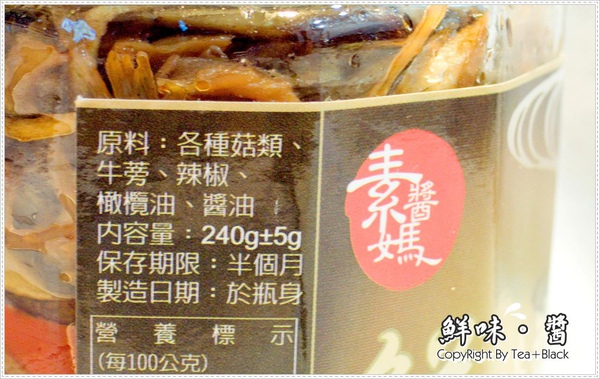 原料：各種菇類、
牛蒡、辣椒、
橄欖油、醬油
內容量：240g±5g
保存期限：半個月
製造日期：於瓶身
營養標示
(每100公克)
素醬媽
鮮味・醬
CopyRight By Tea+Black